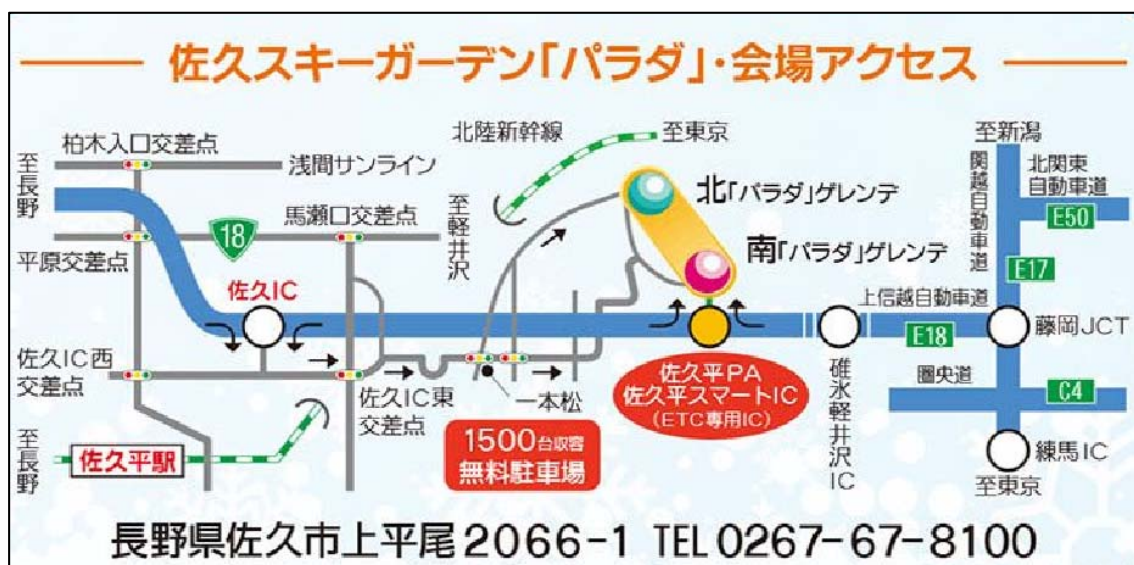 佐久スキーガーデン「パラダ」・会場アクセス
柏木入口交差点
浅間サンライン
至長野
18
馬瀬口交差点
平原交差点
佐久IC
北陸新幹線
至東京
至軽井沢
北「パラダ」ゲレンデ
南「パラダ」ゲレンデ
至新潟
関越自動車道
北関東
自動車道
E50
E17
上信越自動車道
E18
藤岡JCT
佐久IC西
交差点
佐久IC東
交差点
一本松
佐久平PA
佐久平スマートIC
(ETC専用IC)
碓氷軽井沢IC
圏央道
C4
1500台収容
無料駐車場
至長野
佐久平駅
練馬IC
至東京
長野県佐久市上平尾2066-1 TEL 0267-67-8100